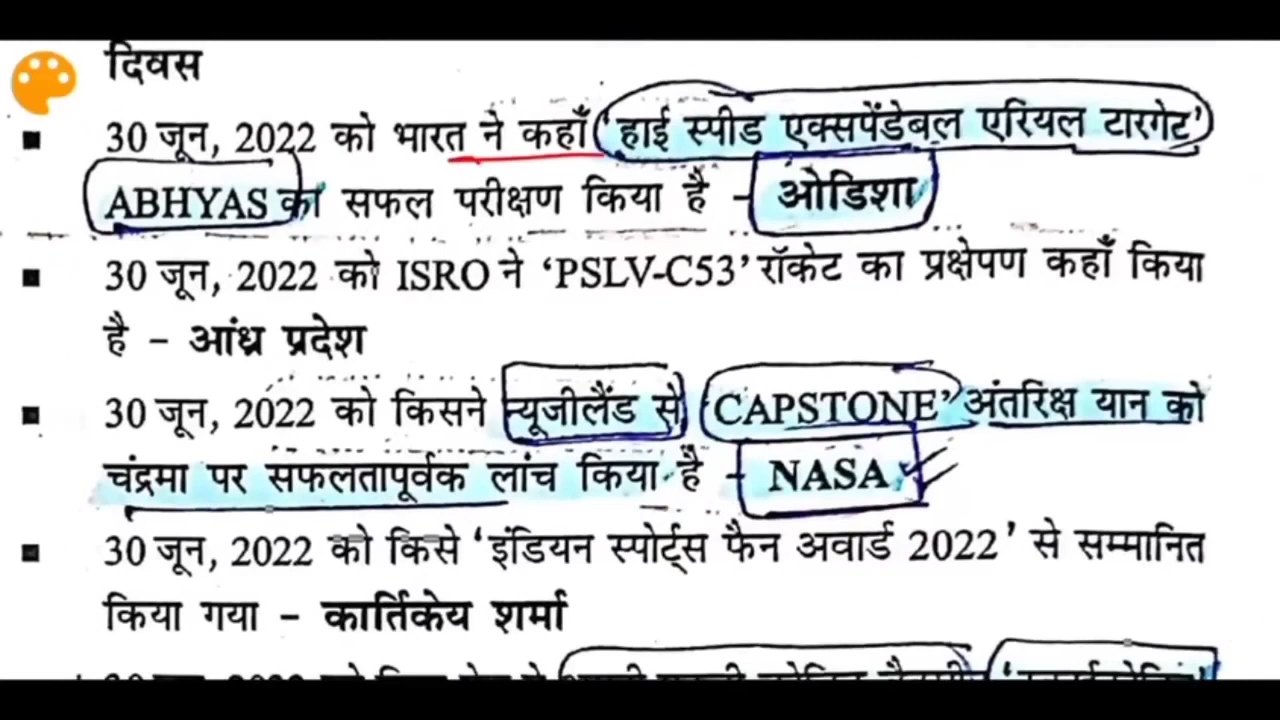 दिवस
30 जून, 2022 को भारत ने कहाँ ‘हाई स्पीड एक्सपेंडेबल एरियल टारगेट’
ABHYAS का सफल परीक्षण किया है – ओडिशा
30 जून, 2022 को ISRO ने ‘PSLV-C53’ रॉकेट का प्रक्षेपण कहाँ किया
है – आंध्र प्रदेश
30 जून, 2022 को किसने न्यूजीलैंड से ‘CAPSTONE’ अंतरिक्ष यान को
चंद्रमा पर सफलतापूर्वक लांच किया है – NASA
30 जून, 2022 को किसे ‘इंडियन स्पोर्ट्स फैन अवार्ड 2022’ से सम्मानित
किया गया – कार्तिकेय शर्मा